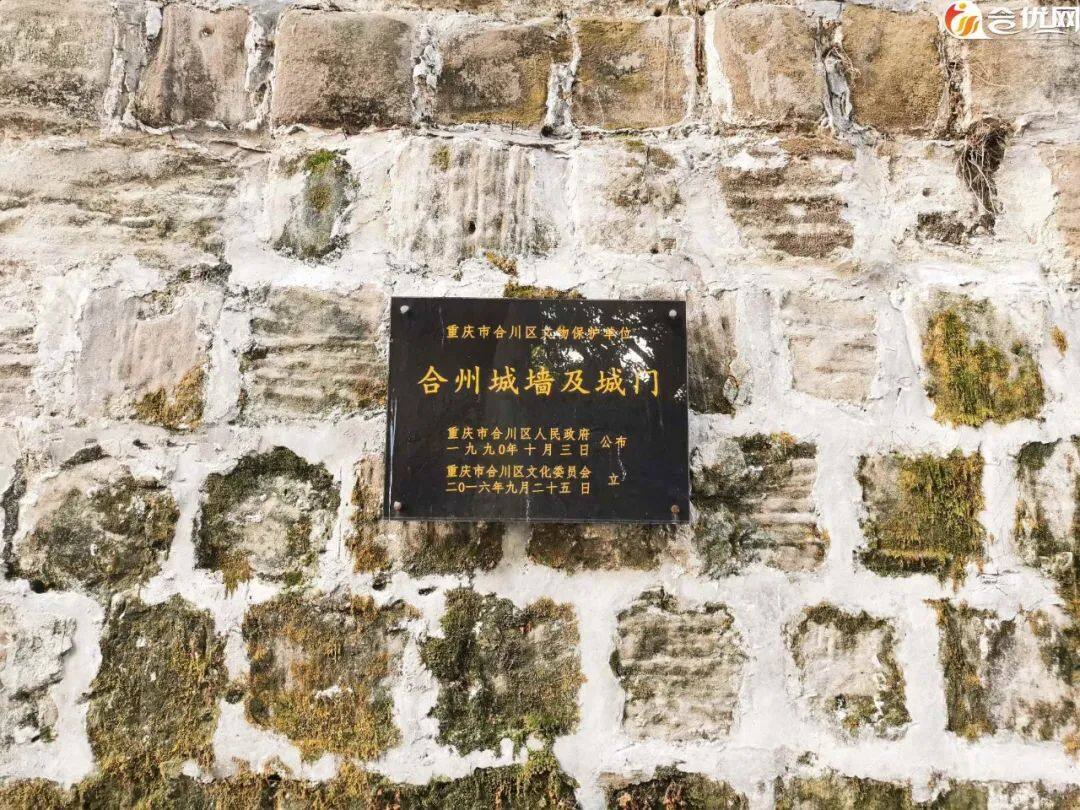 合优网
重庆市合川区文物保护单位
合州城墙及城门
重庆市合川区人民政府
一九九0年十月三日 公布
重庆市合川区文化委员会
二0一六年九月二十五日 立